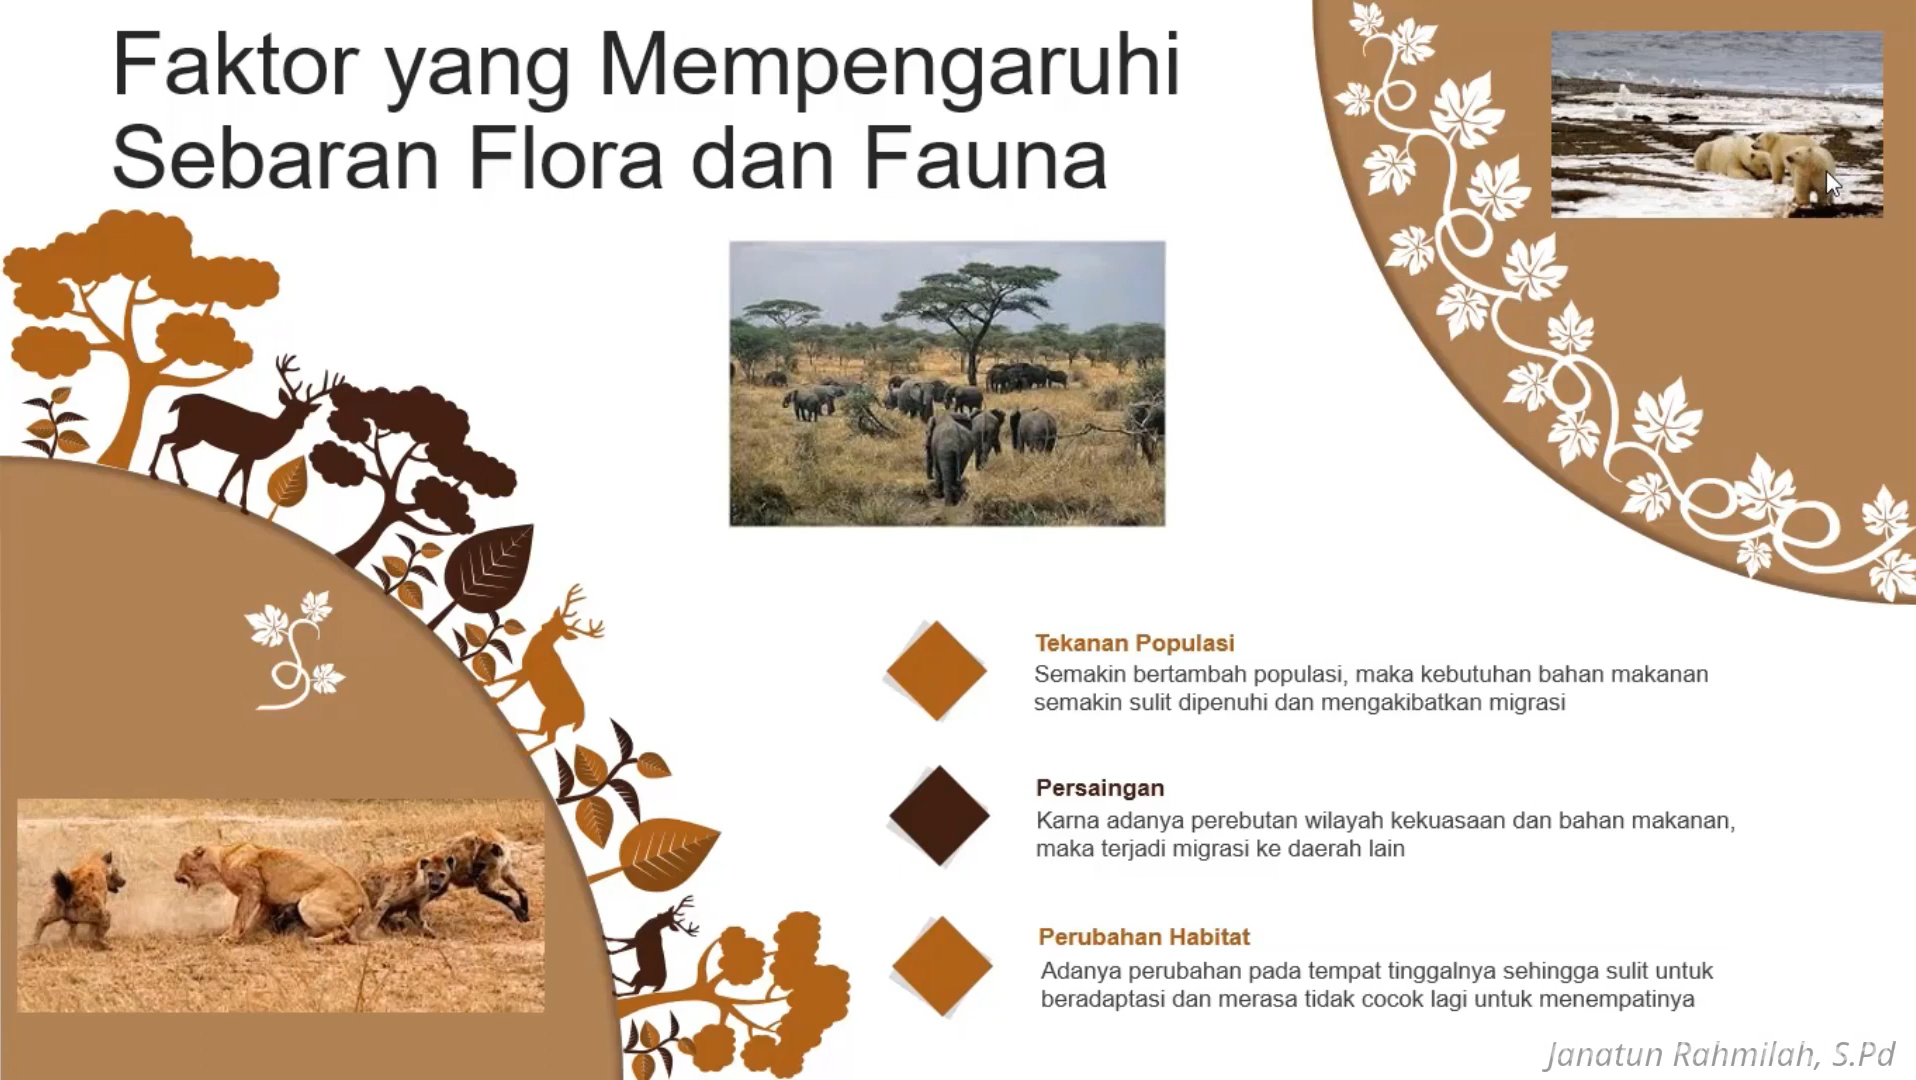 Faktor yang Mempengaruhi
Sebaran Flora dan Fauna
Tekanan Populasi
Semakin bertambah populasi, maka kebutuhan bahan makanan
semakin sulit dipenuhi dan mengakibatkan migrasi
Persaingan
Karna adanya perebutan wilayah kekuasaan dan bahan makanan,
maka terjadi migrasi ke daerah lain
Perubahan Habitat
Adanya perubahan pada tempat tinggalnya sehingga sulit untuk
beradaptasi dan merasa tidak cocok lagi untuk menempatinya
Janatun Rahmilah, S.Pd